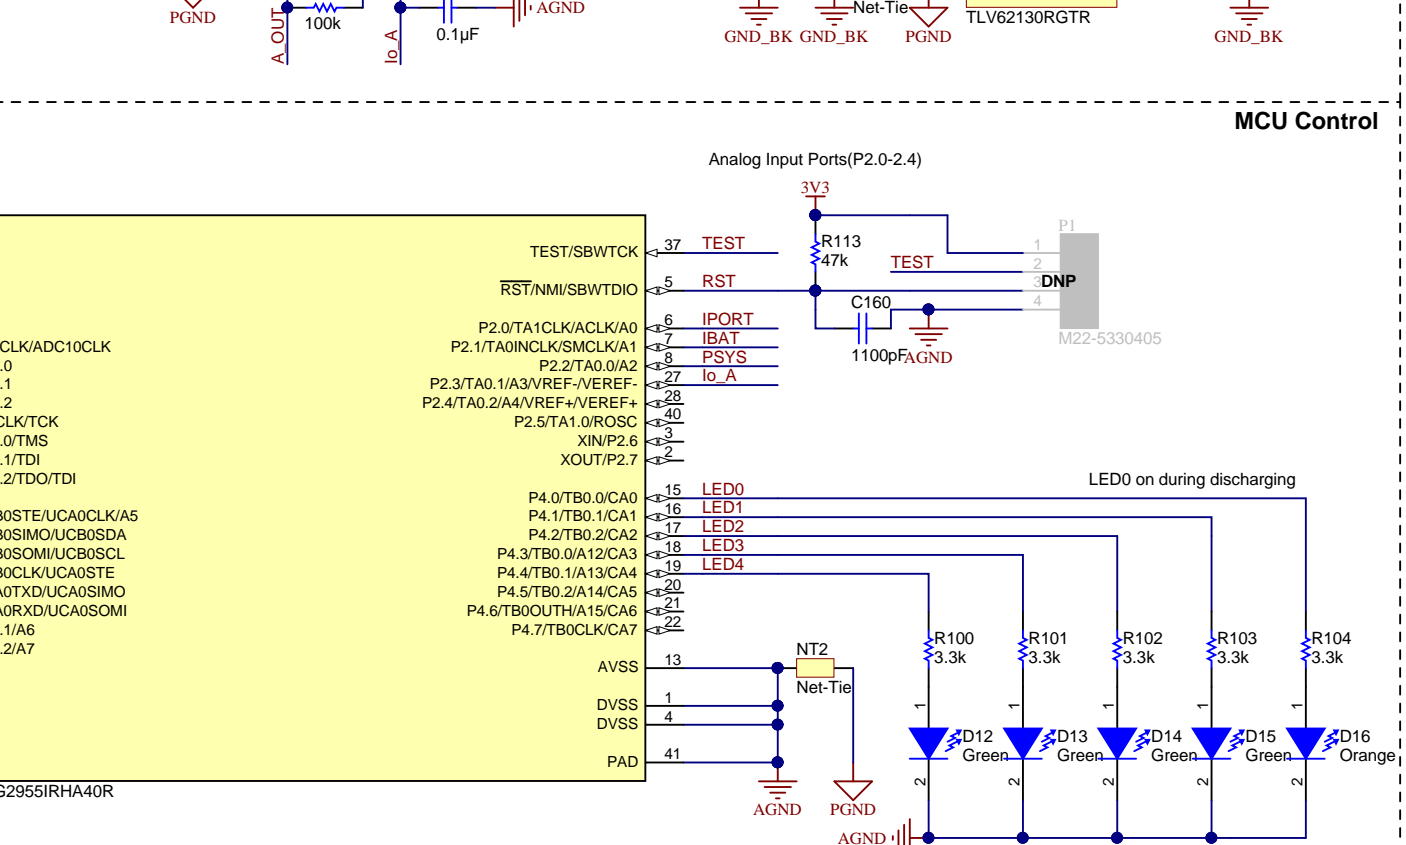 PGND
A_OUT
100k
Io_A
0.1µF
AGND
GND_BK
GND_BK
Net-Tie
PGND
TLV62130RGTR
GND_BK
MCU Control
Analog Input Ports(P2.0-2.4)
3V3
R113
47k
P1
1
2
3
4
DNP
M22-5330405
TEST
C160
1100pF
AGND
TEST/SBWTCK 37 TEST
RST/NMI/SBWTDIO 5 RST
P2.0/TA1CLK/ACLK/A0 6 IPORT
P2.1/TA0INCLK/SMCLK/A1 7 IBAT
P2.2/TA0.0/A2 8 PSYS
P2.3/TA0.1/A3/VREF-/VEREF- 27 Io_A
P2.4/TA0.2/A4/VREF+/VEREF+ 28
P2.5/TA1.0/ROSC 40
XIN/P2.6 3
XOUT/P2.7 2
CLK/ADC10CLK
.0
.1
.2
CLK/TCK
.0/TMS
.1/TDI
.2/TDO/TDI
B0STE/UCA0CLK/A5
B0SIMO/UCB0SDA
B0SOMI/UCB0SCL
B0CLK/UCA0STE
A0TXD/UCA0SIMO
A0RXD/UCA0SOMI
.1/A6
.2/A7
LED0 on during discharging
P4.0/TB0.0/CA0 15 LED0
P4.1/TB0.1/CA1 16 LED1
P4.2/TB0.2/CA2 17 LED2
P4.3/TB0.0/A12/CA3 18 LED3
P4.4/TB0.1/A13/CA4 19 LED4
P4.5/TB0.2/A14/CA5 20
P4.6/TB0OUTH/A15/CA6 21
P4.7/TB0CLK/CA7 22
AVSS 13
DVSS 1
DVSS 4
PAD 41
G2955IRHA40R
NT2
Net-Tie
AGND
PGND
R100
3.3k
R101
3.3k
R102
3.3k
R103
3.3k
R104
3.3k
1
1
1
1
1
D12
Green
D13
Green
D14
Green
D15
Green
D16
Orange
2
2
2
2
2
AGND